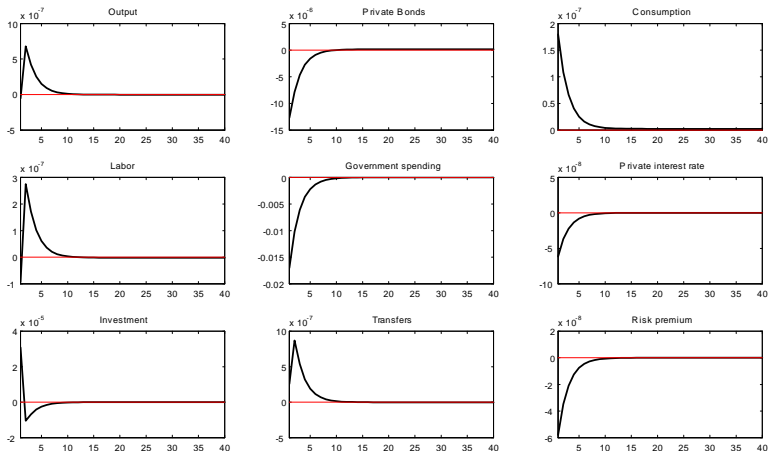 Output
x 10^-7
10
5
0
-5
5 10 15 20 25 30 35 40
Private Bonds
x 10^-6
5
0
-5
-10
-15
5 10 15 20 25 30 35 40
Consumption
x 10^-7
2
1.5
1
0.5
0
5 10 15 20 25 30 35 40
Labor
x 10^-7
3
2
1
0
-1
5 10 15 20 25 30 35 40
Government spending
0
-0.005
-0.01
-0.015
-0.02
5 10 15 20 25 30 35 40
Private interest rate
x 10^-8
5
0
-5
-10
5 10 15 20 25 30 35 40
Investment
x 10^-5
4
2
0
-2
5 10 15 20 25 30 35 40
Transfers
x 10^-7
10
5
0
-5
5 10 15 20 25 30 35 40
Risk premium
x 10^-8
2
0
-2
-4
-6
5 10 15 20 25 30 35 40